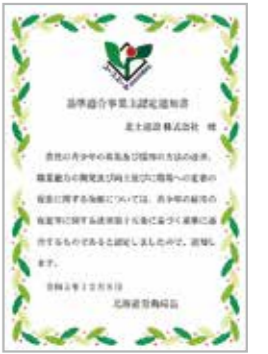 基準適合事業主認定通知書
北土建設株式会社 様
貴社の青少年の募集及び採用の方法の改善、
職業能力の開発及び向上並びに職場への定着の
促進に関する取組については、青少年の雇用の
促進等に関する法律第十五条に基づく基準に適
合するものであると認定しましたので、通知し
ます。
北海道労働局長